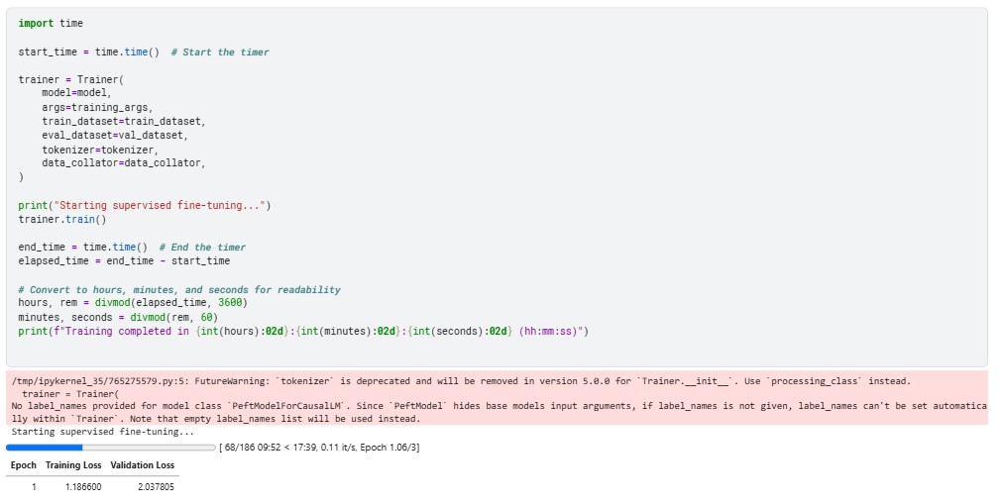 import time
start_time = time.time()  # Start the timer
trainer = Trainer(
    model=model,
    args=training_args,
    train_dataset=train_dataset,
    eval_dataset=val_dataset,
    tokenizer=tokenizer,
    data_collator=data_collator,
)
print("Starting supervised fine-tuning...")
trainer.train()
end_time = time.time()  # End the timer
elapsed_time = end_time - start_time
# Convert to hours, minutes, and seconds for readability
hours, rem = divmod(elapsed_time, 3600)
minutes, seconds = divmod(rem, 60)
print(f"Training completed in {int(hours):02d}:{int(minutes):02d}:{int(seconds):02d} (hh:mm:ss)")
/tmp/ipykernel_35/765275579.py:5: FutureWarning: `tokenizer` is deprecated and will be removed in version 5.0.0 for `Trainer.__init__`. Use `processing_class` instead.
  trainer = Trainer(
No label_names provided for model class `PeftModelForCausalLM`. Since `PeftModel` hides base models input arguments, if label_names is not given, label_names can't be set automatica
lly within `Trainer`. Note that empty label_names list will be used instead.
Starting supervised fine-tuning...
[ 68/186 09:52 < 17:39, 0.11 it/s, Epoch 1.06/3]
Epoch Training Loss Validation Loss
1 1.186600 2.037805